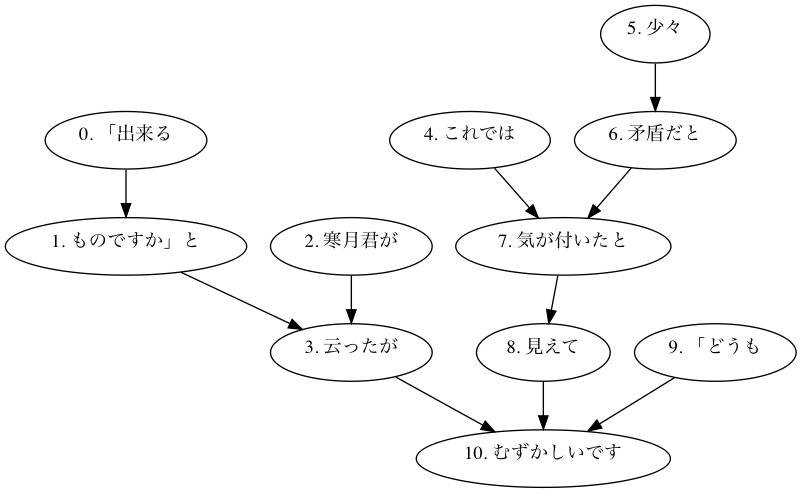 5. 少々
0. 「出来る
4. これでは
6. 矛盾だと
1. ものですか」と
2. 寒月君が
7. 気が付いたと
3. 云ったが
8. 見えて
9. 「どうも
10. むずかしいです